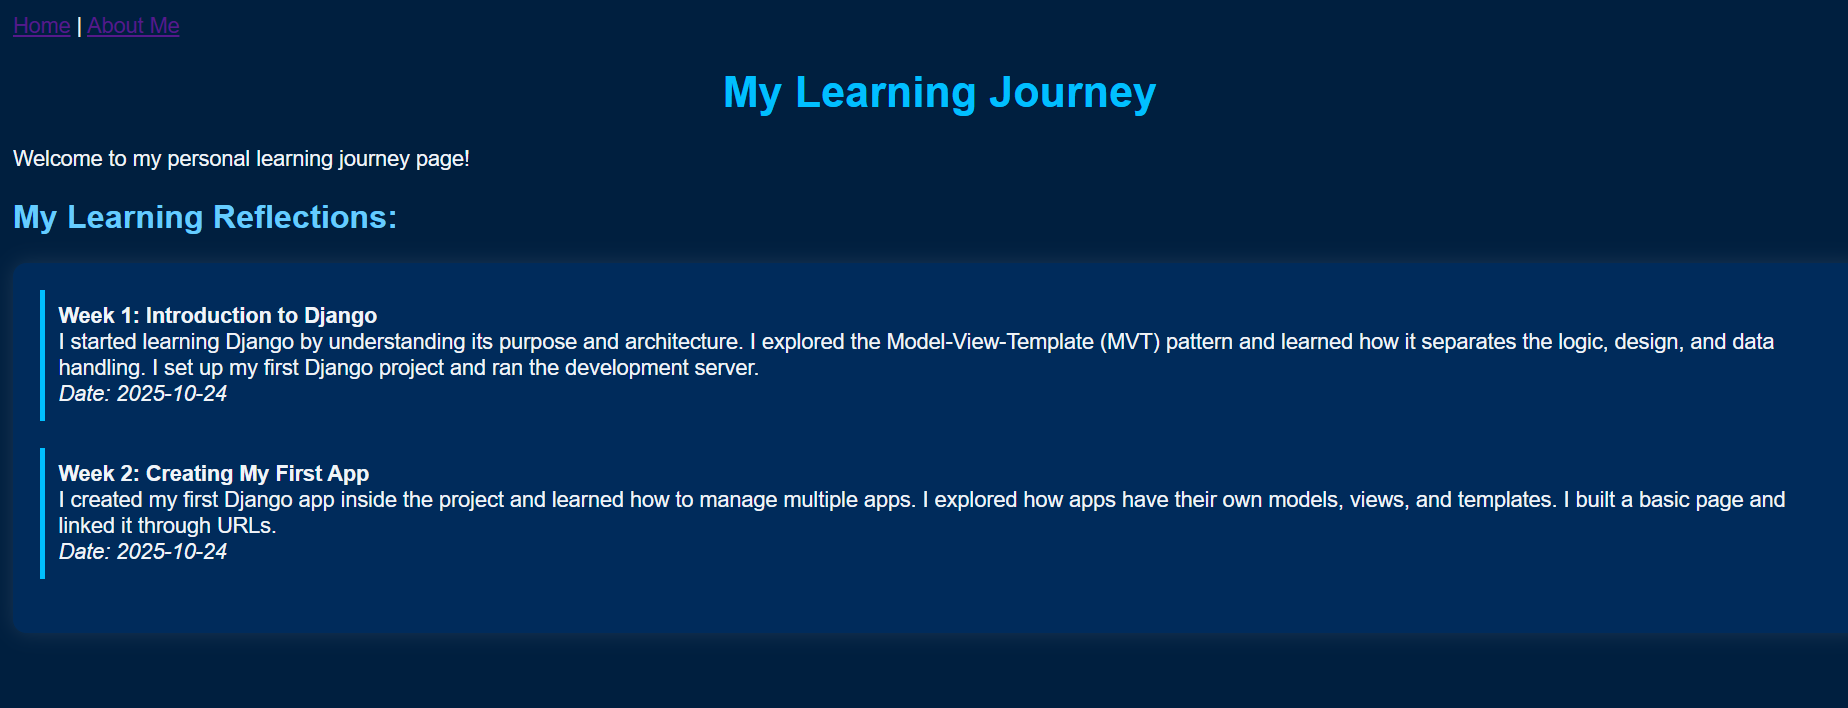 Home | About Me
My Learning Journey
Welcome to my personal learning journey page!
My Learning Reflections:
Week 1: Introduction to Django
I started learning Django by understanding its purpose and architecture. I explored the Model-View-Template (MVT) pattern and learned how it separates the logic, design, and data
handling. I set up my first Django project and ran the development server.
Date: 2025-10-24
Week 2: Creating My First App
I created my first Django app inside the project and learned how to manage multiple apps. I explored how apps have their own models, views, and templates. I built a basic page and
linked it through URLs.
Date: 2025-10-24